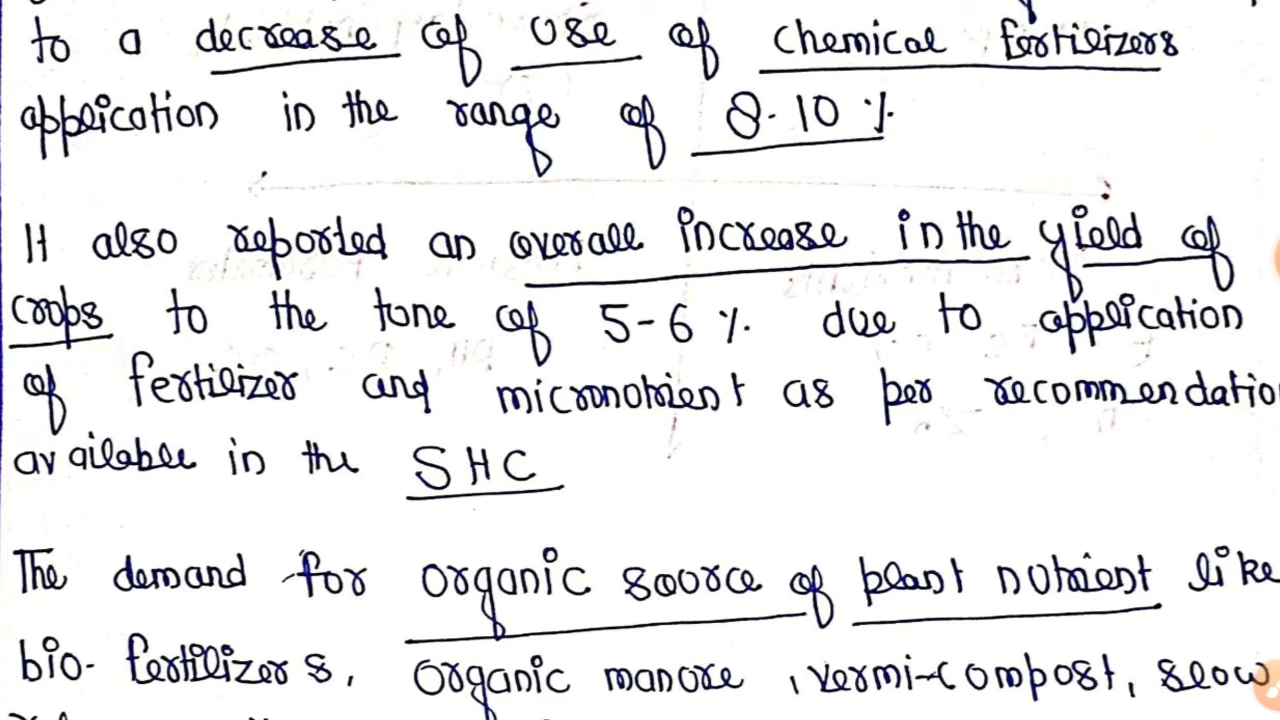 to a decrease of use of chemical fertilizers
application in the range of 8-10 %.
It also reported an overall increase in the yield of
crops to the tune of 5-6 %. due to application
of fertilizer and micronutrient as per recommendatio
available in the SHC
The demand for organic source of plant nutrient like
bio-fertilizers, organic manure, vermi-compost, slow